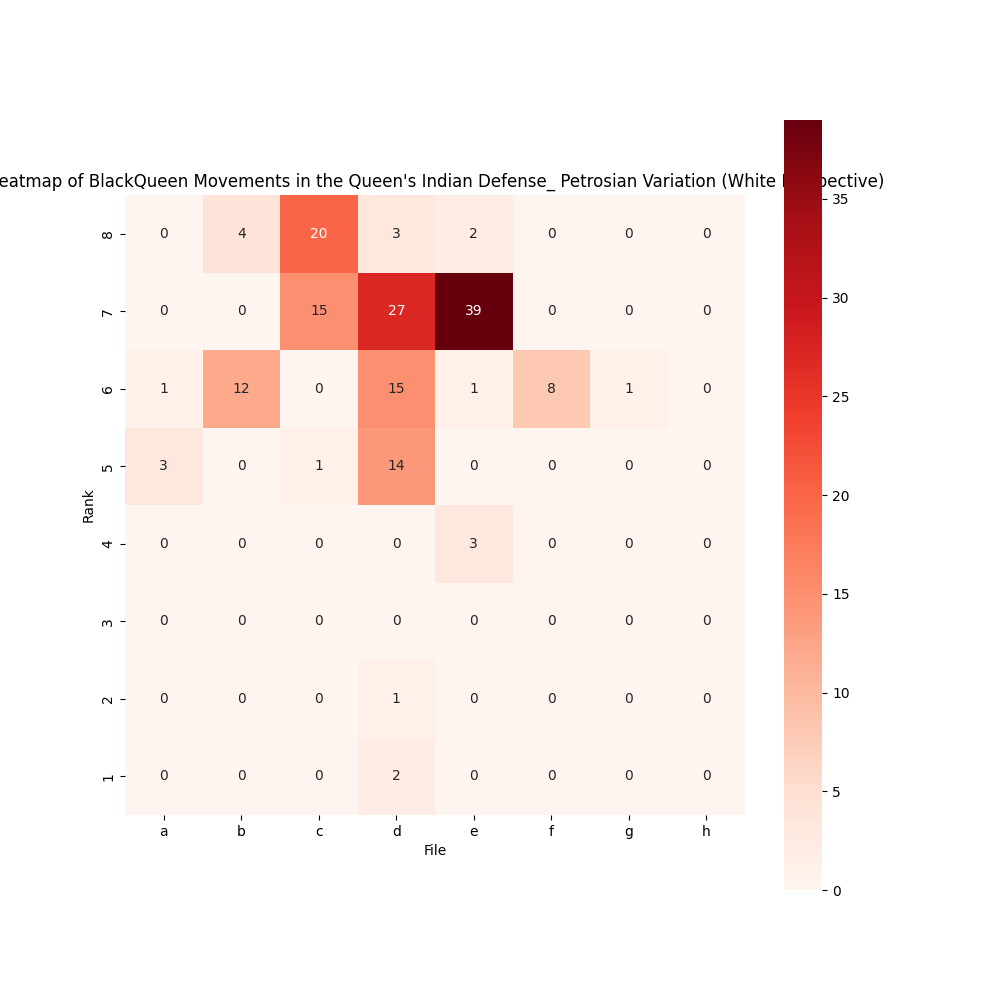 eatmap of BlackQueen Movements in the Queen's Indian Defense_ Petrosian Variation (White spective)
35
8 0 4 20 3 2 0 0 0
7 0 0 15 27 39 0 0 0
30
6 1 12 0 15 1 8 1 0
25
5 3 0 1 14 0 0 0 0
20
Rank
4 0 0 0 0 3 0 0 0
15
3 0 0 0 0 0 0 0 0
10
2 0 0 0 1 0 0 0 0
5
1 0 0 0 2 0 0 0 0
a b c d e f g h
File
0